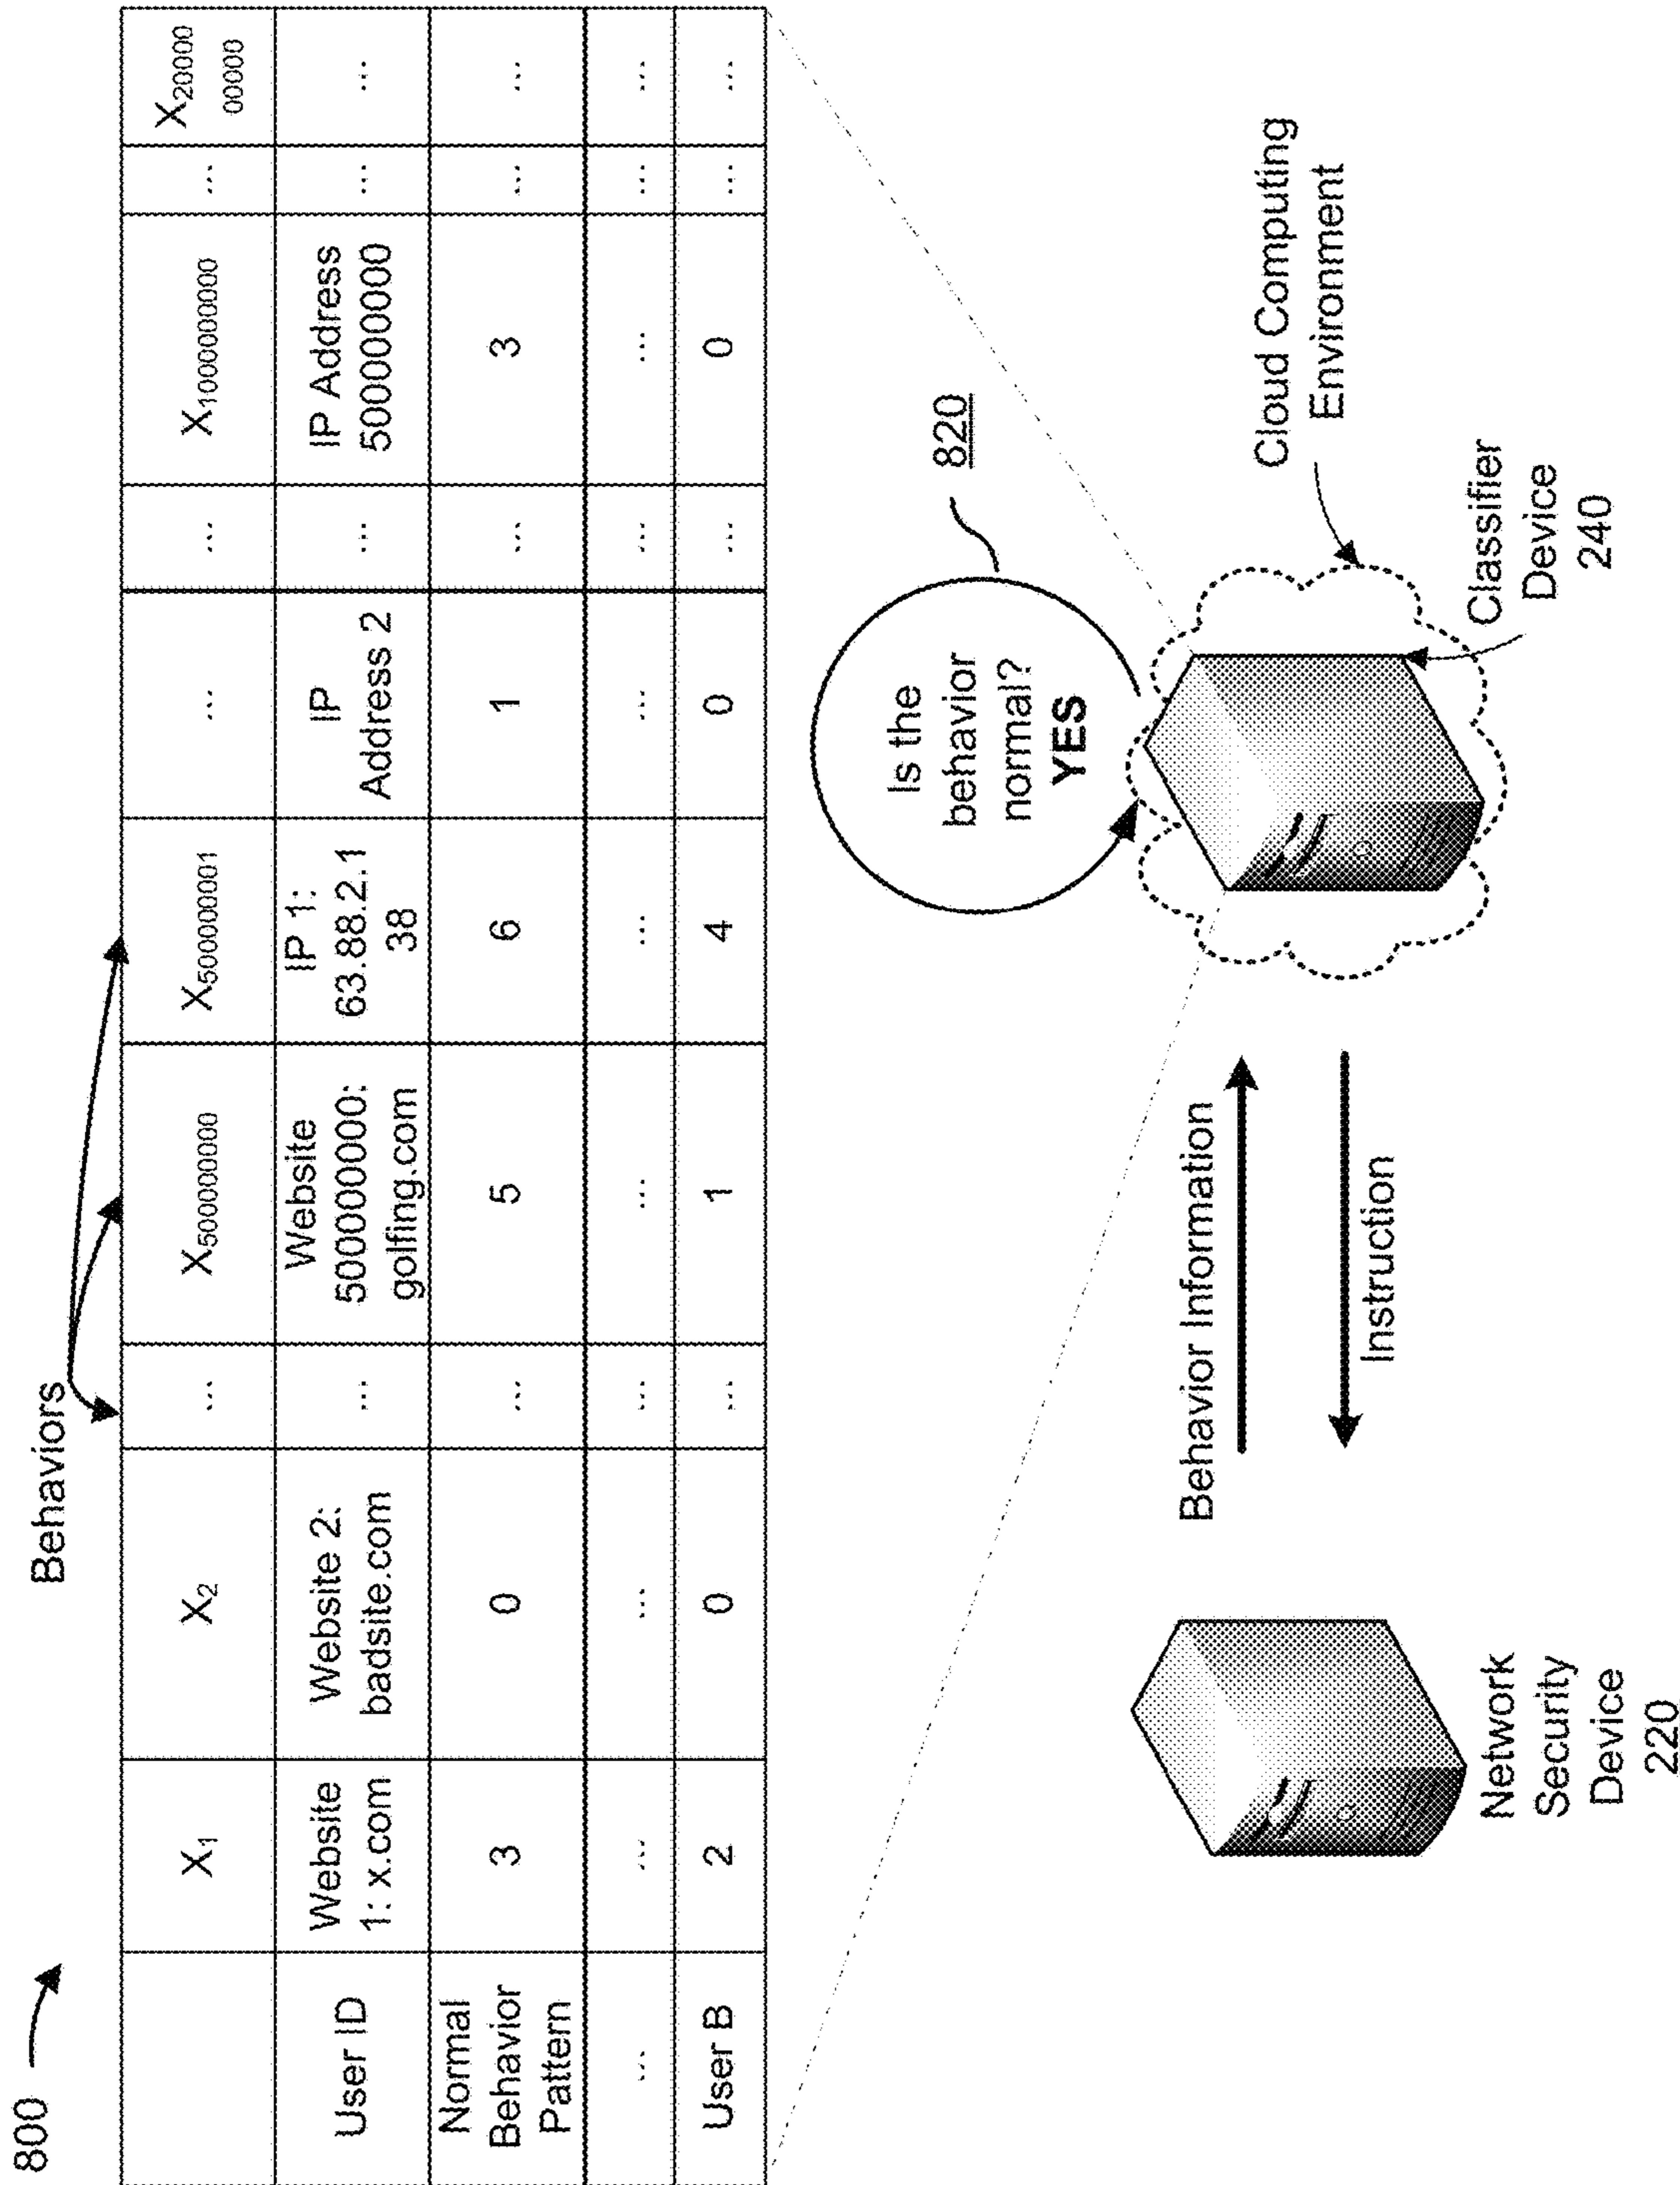 800
Behaviors
X1
X2
...
X500000000
X500000001
...
...
X1000000000
...
X20000
00000
User ID
Website
1: x.com
Website 2:
badsite.com
...
Website
500000000:
golfing.com
IP 1:
63.88.2.1
38
IP
Address 2
...
IP Address
500000000
...
...
Normal
Behavior
Pattern
3
0
...
5
6
1
...
3
...
...
...
...
...
...
...
...
...
...
...
...
...
User B
2
0
...
1
4
0
...
0
...
...
Is the
behavior
normal?
YES
820
Cloud Computing
Environment
Behavior Information
Instruction
Network
Security
Device
220
Classifier
Device
240